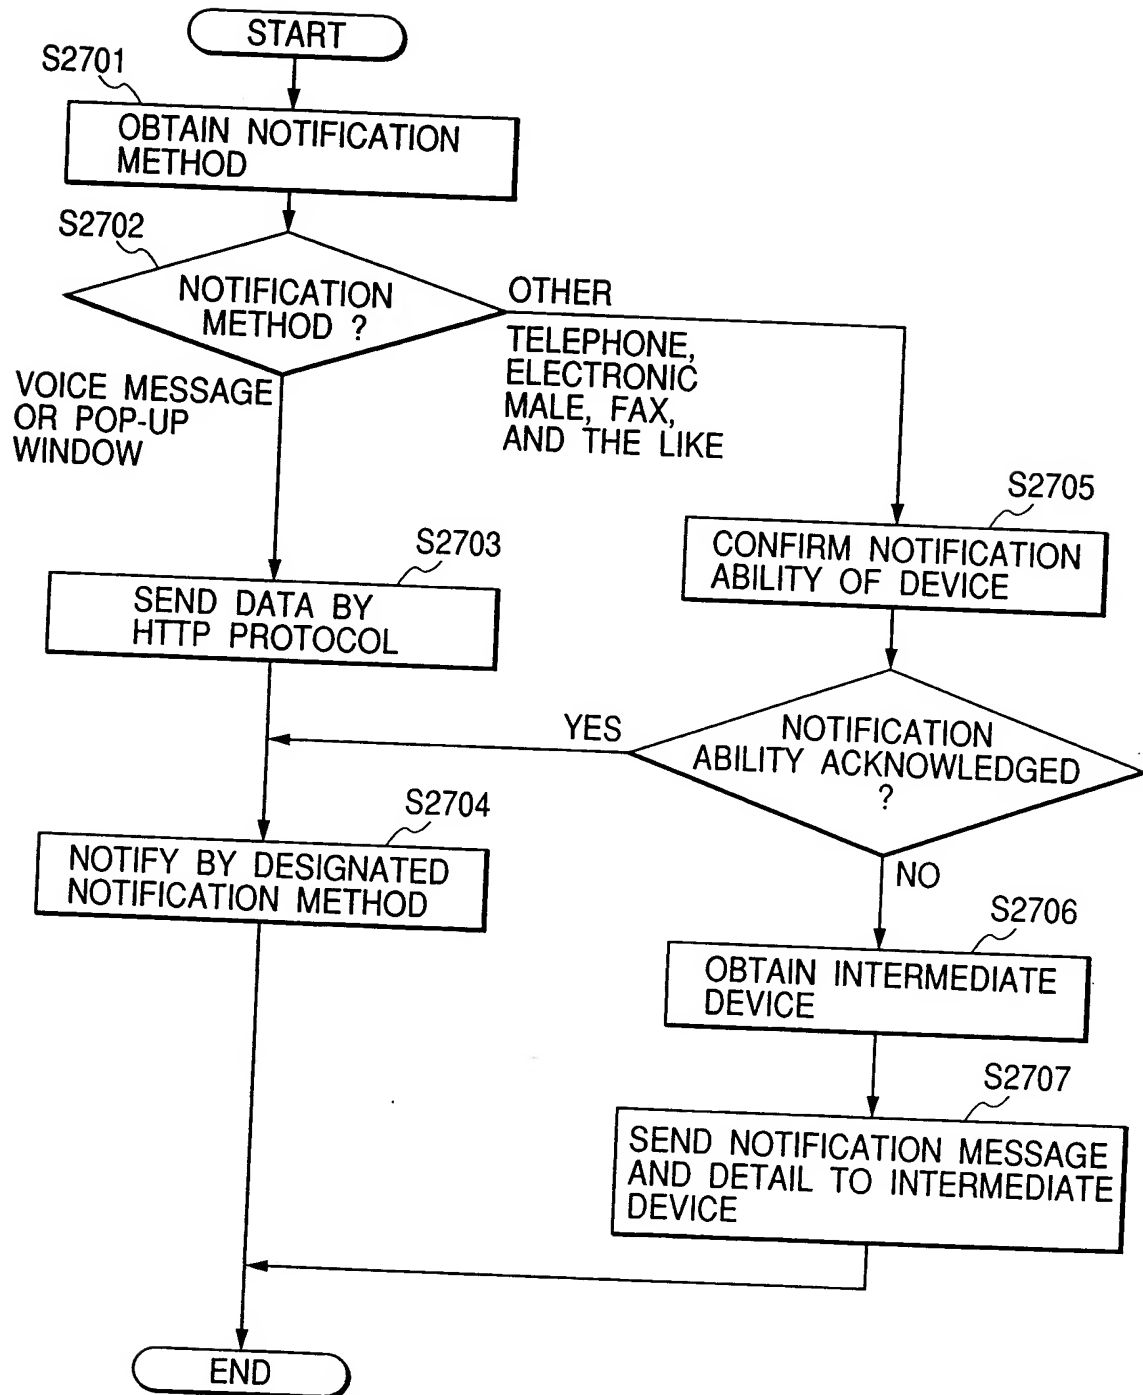 START
S2701
OBTAIN NOTIFICATION
METHOD
S2702
NOTIFICATION
METHOD ?
OTHER
TELEPHONE,
ELECTRONIC
MALE, FAX,
AND THE LIKE
VOICE MESSAGE
OR POP-UP
WINDOW
S2703
SEND DATA BY
HTTP PROTOCOL
S2705
CONFIRM NOTIFICATION
ABILITY OF DEVICE
NOTIFICATION
ABILITY ACKNOWLEDGED
?
YES
NO
S2704
NOTIFY BY DESIGNATED
NOTIFICATION METHOD
S2706
OBTAIN INTERMEDIATE
DEVICE
S2707
SEND NOTIFICATION MESSAGE
AND DETAIL TO INTERMEDIATE
DEVICE
END